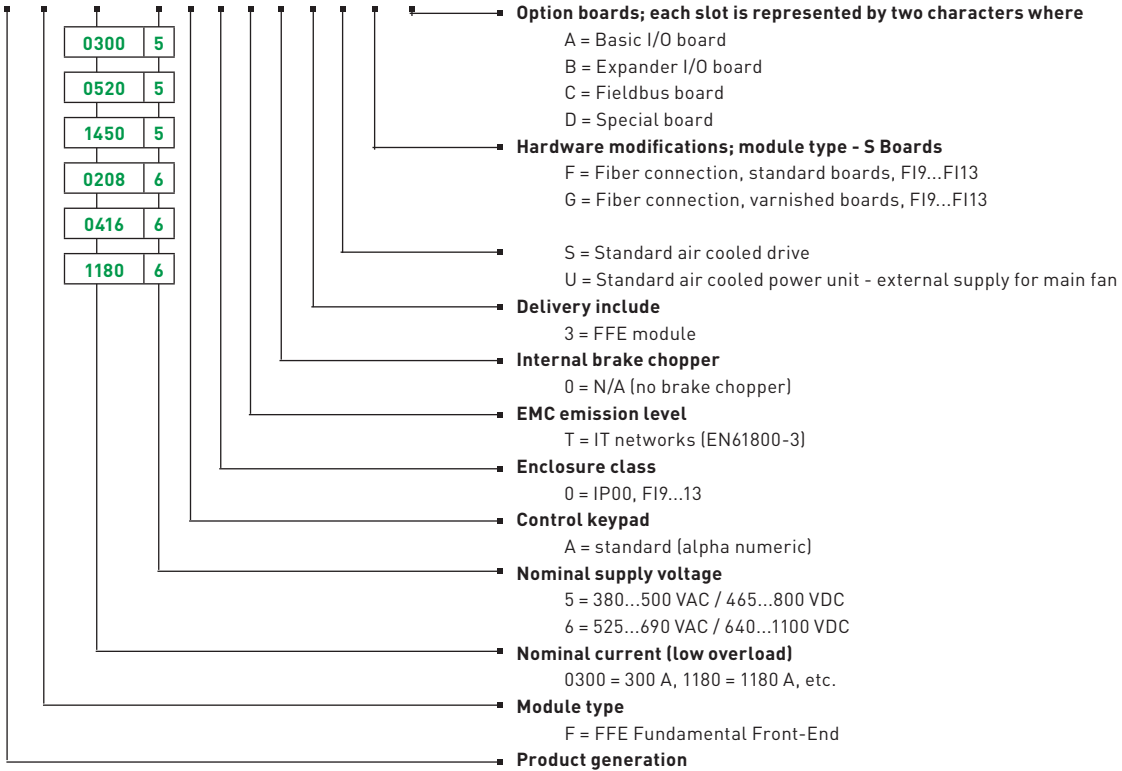 Option boards; each slot is represented by two characters where
A = Basic I/O board
0300 5
B = Expander I/O board
0520 5
C = Fieldbus board
D = Special board
1450 5
Hardware modifications; module type - S Boards
0208 6
F = Fiber connection, standard boards, FI9...FI13
G = Fiber connection, varnished boards, FI9...FI13
0416 6
S = Standard air cooled drive
1180 6
U = Standard air cooled power unit - external supply for main fan
Delivery include
3 = FFE module
Internal brake chopper
0 = N/A (no brake chopper)
EMC emission level
T = IT networks (EN61800-3)
Enclosure class
0 = IP00, FI9...13
Control keypad
A = standard (alpha numeric)
Nominal supply voltage
5 = 380...500 VAC / 465...800 VDC
6 = 525...690 VAC / 640...1100 VDC
Nominal current (low overload)
0300 = 300 A, 1180 = 1180 A, etc.
Module type
F = FFE Fundamental Front-End
Product generation